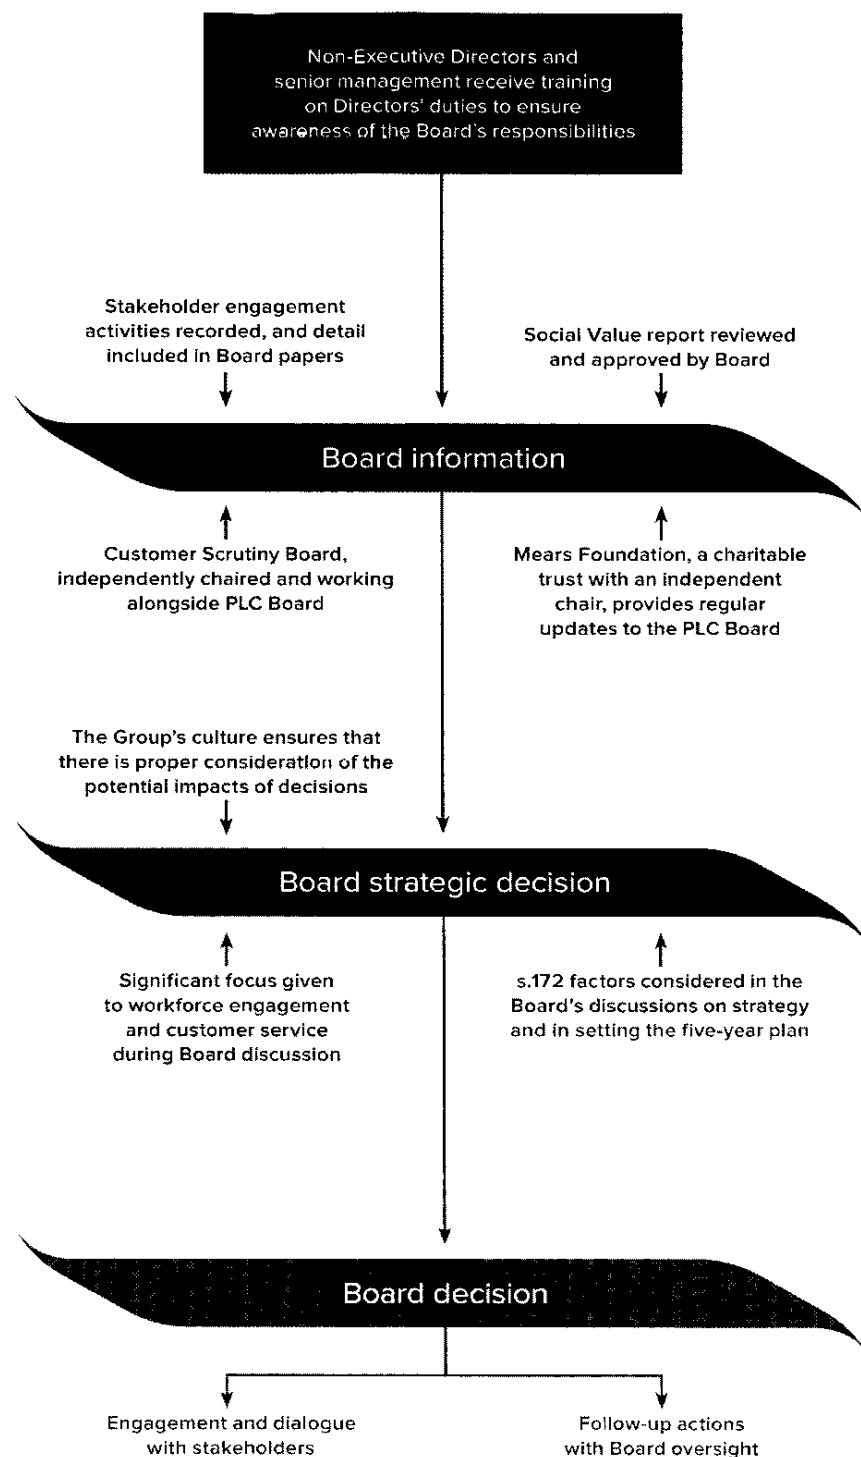 Non-Executive Directors and
senior management receive training
on Directors' duties to ensure
awareness of the Board's responsibilities
Stakeholder engagement
activities recorded, and detail
included in Board papers
Social Value report reviewed
and approved by Board
Board information
Customer Scrutiny Board,
independently chaired and working
alongside PLC Board
Mears Foundation, a charitable
trust with an independent
chair, provides regular
updates to the PLC Board
The Group's culture ensures that
there is proper consideration of the
potential impacts of decisions
Board strategic decision
Significant focus given
to workforce engagement
and customer service
during Board discussion
s.172 factors considered in the
Board's discussions on strategy
and in setting the five-year plan
Board decision
Engagement and dialogue
with stakeholders
Follow-up actions
with Board oversight